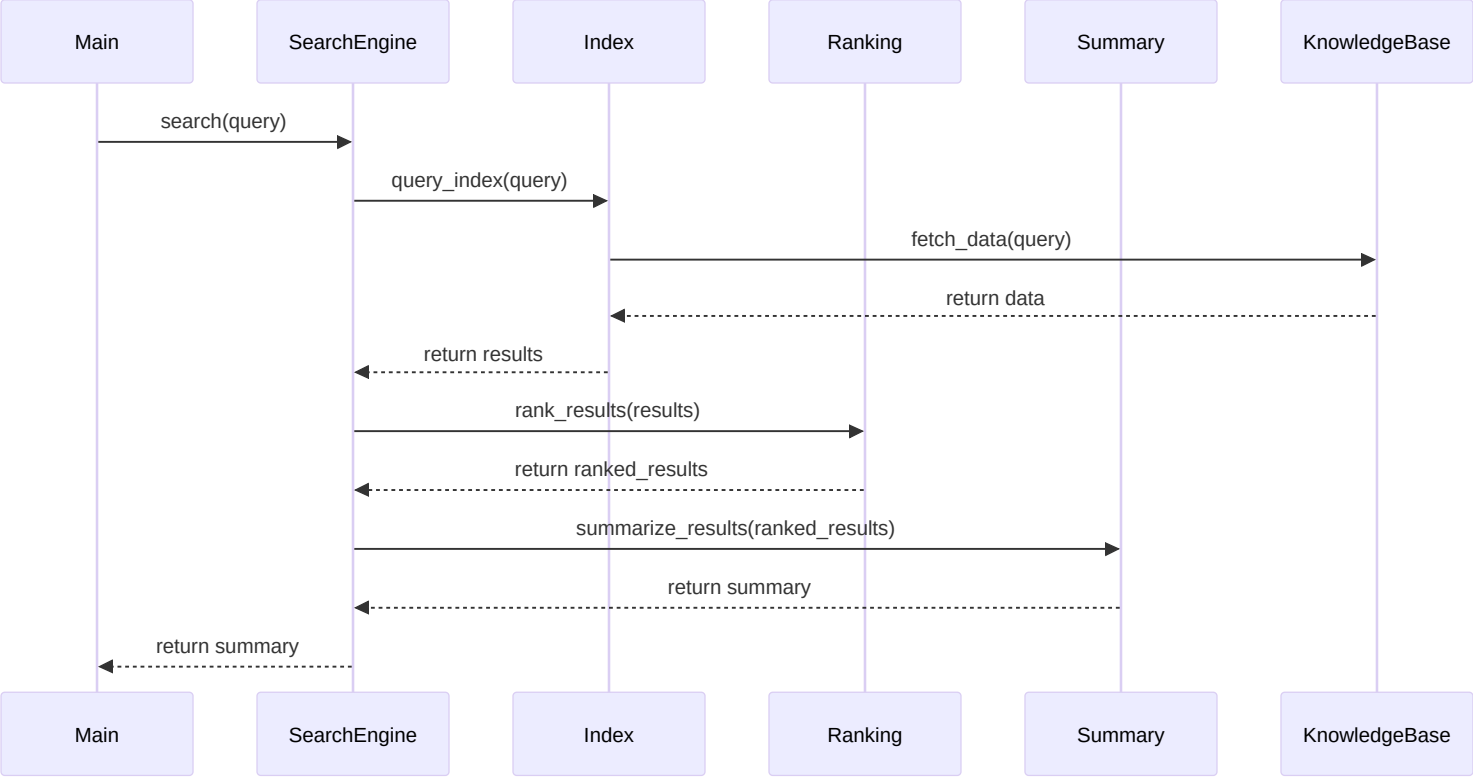 Main
SearchEngine
Index
Ranking
Summary
KnowledgeBase
search(query)
query_index(query)
fetch_data(query)
return data
return results
rank_results(results)
return ranked_results
summarize_results(ranked_results)
return summary
return summary
Main
SearchEngine
Index
Ranking
Summary
KnowledgeBase